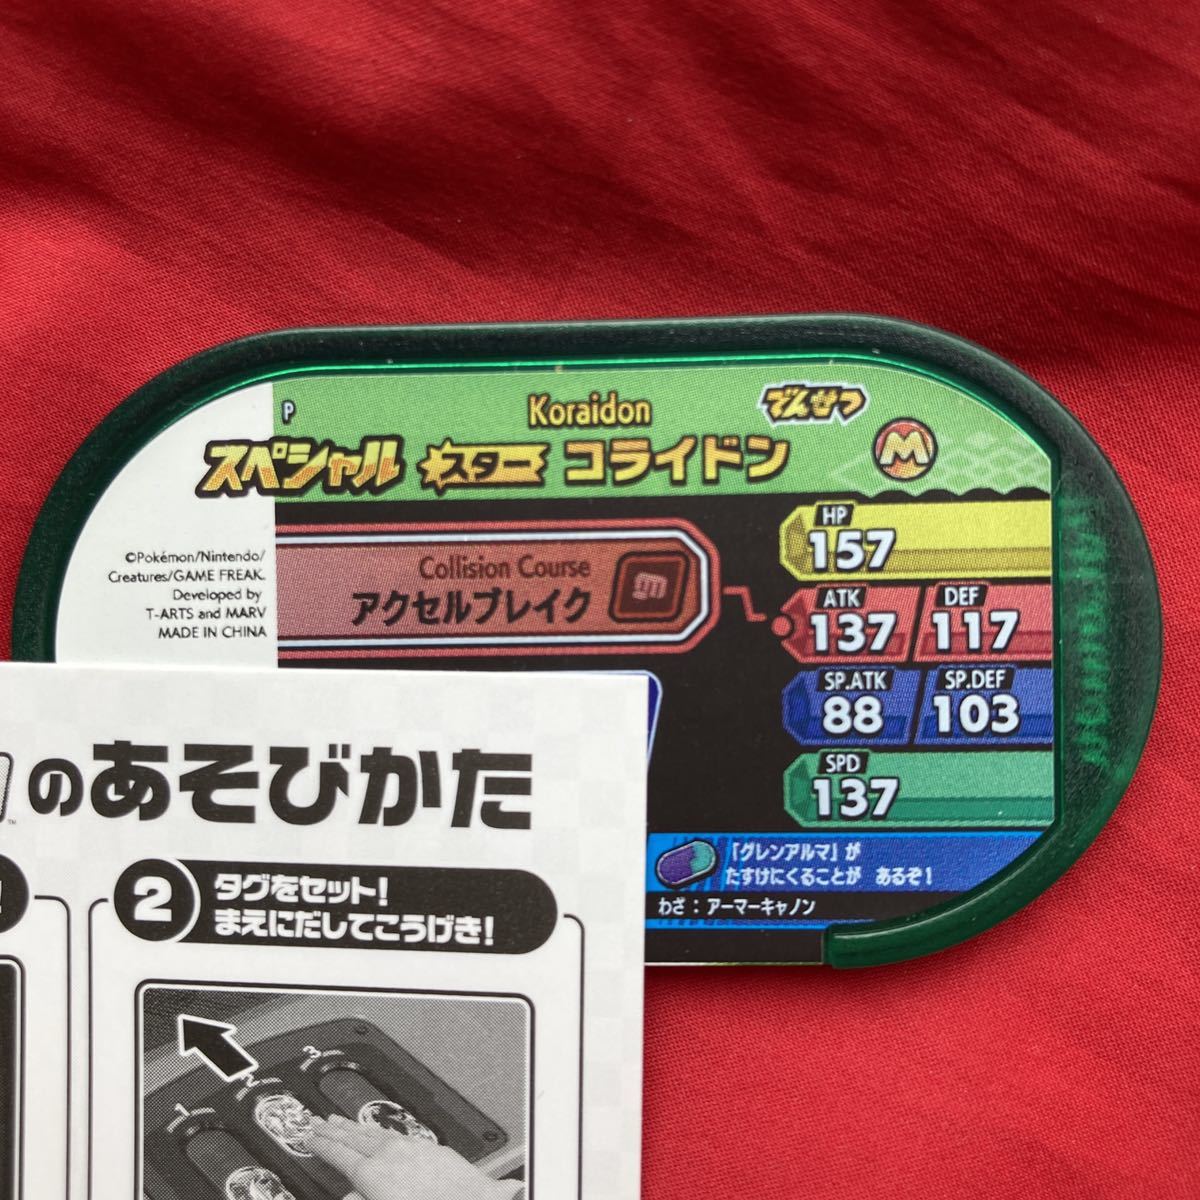 P
Koraidon
でんせつ
スペシャル スター コライドン
M
©Pokémon/Nintendo/
Creatures/GAME FREAK.
Developed by
T-ARTS and MARV
MADE IN CHINA
Collision Course
アクセルブレイク
HP
157
ATK
137
DEF
117
SP.ATK
88
SP.DEF
103
SPD
137
「グレンアルマ」が
たすけにくることが あるぞ!
わざ：アーマーキャノン
のあそびかた
2 タグをセット!
まえにだしてこうげき!
1 2 3